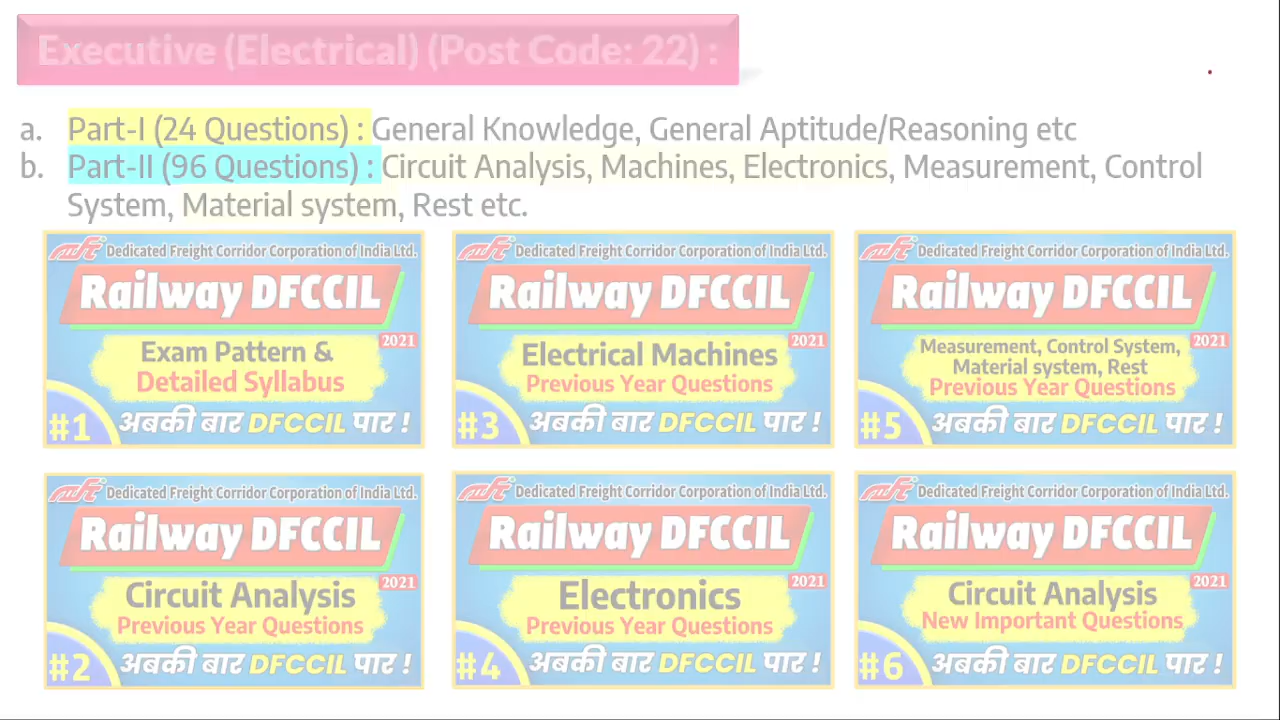 Executive (Electrical) (Post Code: 22) :
a. Part-I (24 Questions) : General Knowledge, General Aptitude/Reasoning etc
b. Part-II (96 Questions) : Circuit Analysis, Machines, Electronics, Measurement, Control
System, Material system, Rest etc.
Dedicated Freight Corridor Corporation of India Ltd.
Railway DFCCIL
2021
Exam Pattern &
Detailed Syllabus
#1 अबकी बार DFCCIL पार !
Dedicated Freight Corridor Corporation of India Ltd.
Railway DFCCIL
2021
Electrical Machines
Previous Year Questions
#3 अबकी बार DFCCIL पार !
Dedicated Freight Corridor Corporation of India Ltd.
Railway DFCCIL
2021
Measurement, Control System,
Material system, Rest
Previous Year Questions
#5 अबकी बार DFCCIL पार !
Dedicated Freight Corridor Corporation of India Ltd.
Railway DFCCIL
2021
Circuit Analysis
Previous Year Questions
#2 अबकी बार DFCCIL पार !
Dedicated Freight Corridor Corporation of India Ltd.
Railway DFCCIL
2021
Electronics
Previous Year Questions
#4 अबकी बार DFCCIL पार !
Dedicated Freight Corridor Corporation of India Ltd.
Railway DFCCIL
2021
Circuit Analysis
New Important Questions
#6 अबकी बार DFCCIL पार !